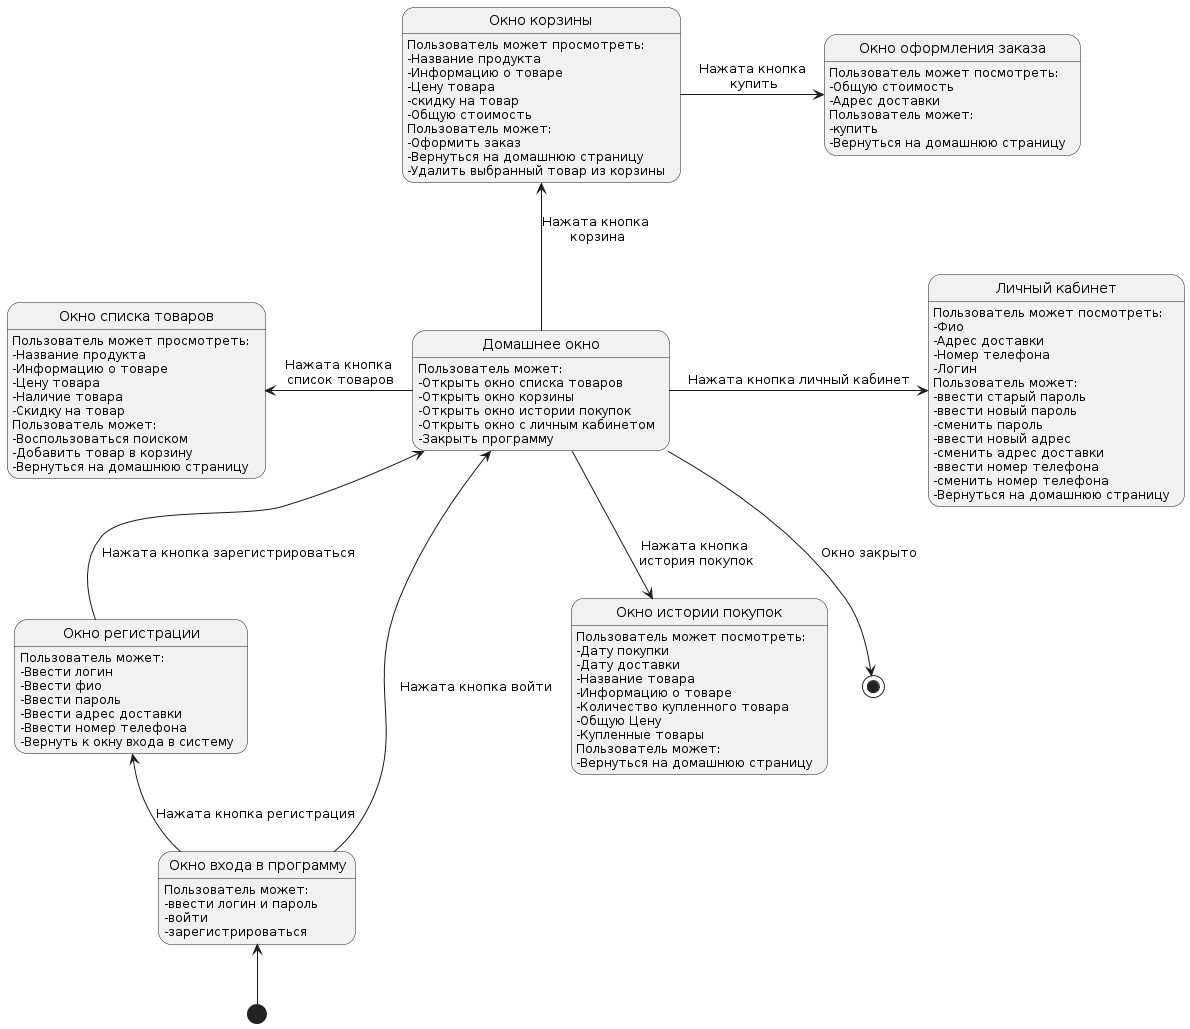 Окно корзины
Пользователь может просмотреть:
-Название продукта
-Информацию о товаре
-Цену товара
-скидку на товар
-Общую стоимость
Пользователь может:
-Оформить заказ
-Вернуться на домашнюю страницу
-Удалить выбранный товар из корзины
Нажата кнопка
купить
Окно оформления заказа
Пользователь может посмотреть:
-Общую стоимость
-Адрес доставки
Пользователь может:
-купить
-Вернуться на домашнюю страницу
Нажата кнопка
корзина
Окно списка товаров
Пользователь может просмотреть:
-Название продукта
-Информацию о товаре
-Цену товара
-Наличие товара
-Скидку на товар
Пользователь может:
-Воспользоваться поиском
-Добавить товар в корзину
-Вернуться на домашнюю страницу
Нажата кнопка
список товаров
Домашнее окно
Пользователь может:
-Открыть окно списка товаров
-Открыть окно корзины
-Открыть окно истории покупок
-Открыть окно с личным кабинетом
-Закрыть программу
Нажата кнопка личный кабинет
Личный кабинет
Пользователь может посмотреть:
-Фио
-Адрес доставки
-Номер телефона
-Логин
Пользователь может:
-ввести старый пароль
-ввести новый пароль
-сменить пароль
-ввести новый адрес
-сменить адрес доставки
-ввести номер телефона
-сменить номер телефона
-Вернуться на домашнюю страницу
Нажата кнопка зарегистрироваться
Нажата кнопка
история покупок
Окно закрыто
Окно регистрации
Пользователь может:
-Ввести логин
-Ввести фио
-Ввести пароль
-Ввести адрес доставки
-Ввести номер телефона
-Вернуть к окну входа в систему
Нажата кнопка войти
Окно истории покупок
Пользователь может посмотреть:
-Дату покупки
-Дату доставки
-Название товара
-Информацию о товаре
-Количество купленного товара
-Общую Цену
-Купленные товары
Пользователь может:
-Вернуться на домашнюю страницу
Нажата кнопка регистрация
Окно входа в программу
Пользователь может:
-ввести логин и пароль
-войти
-зарегистрироваться